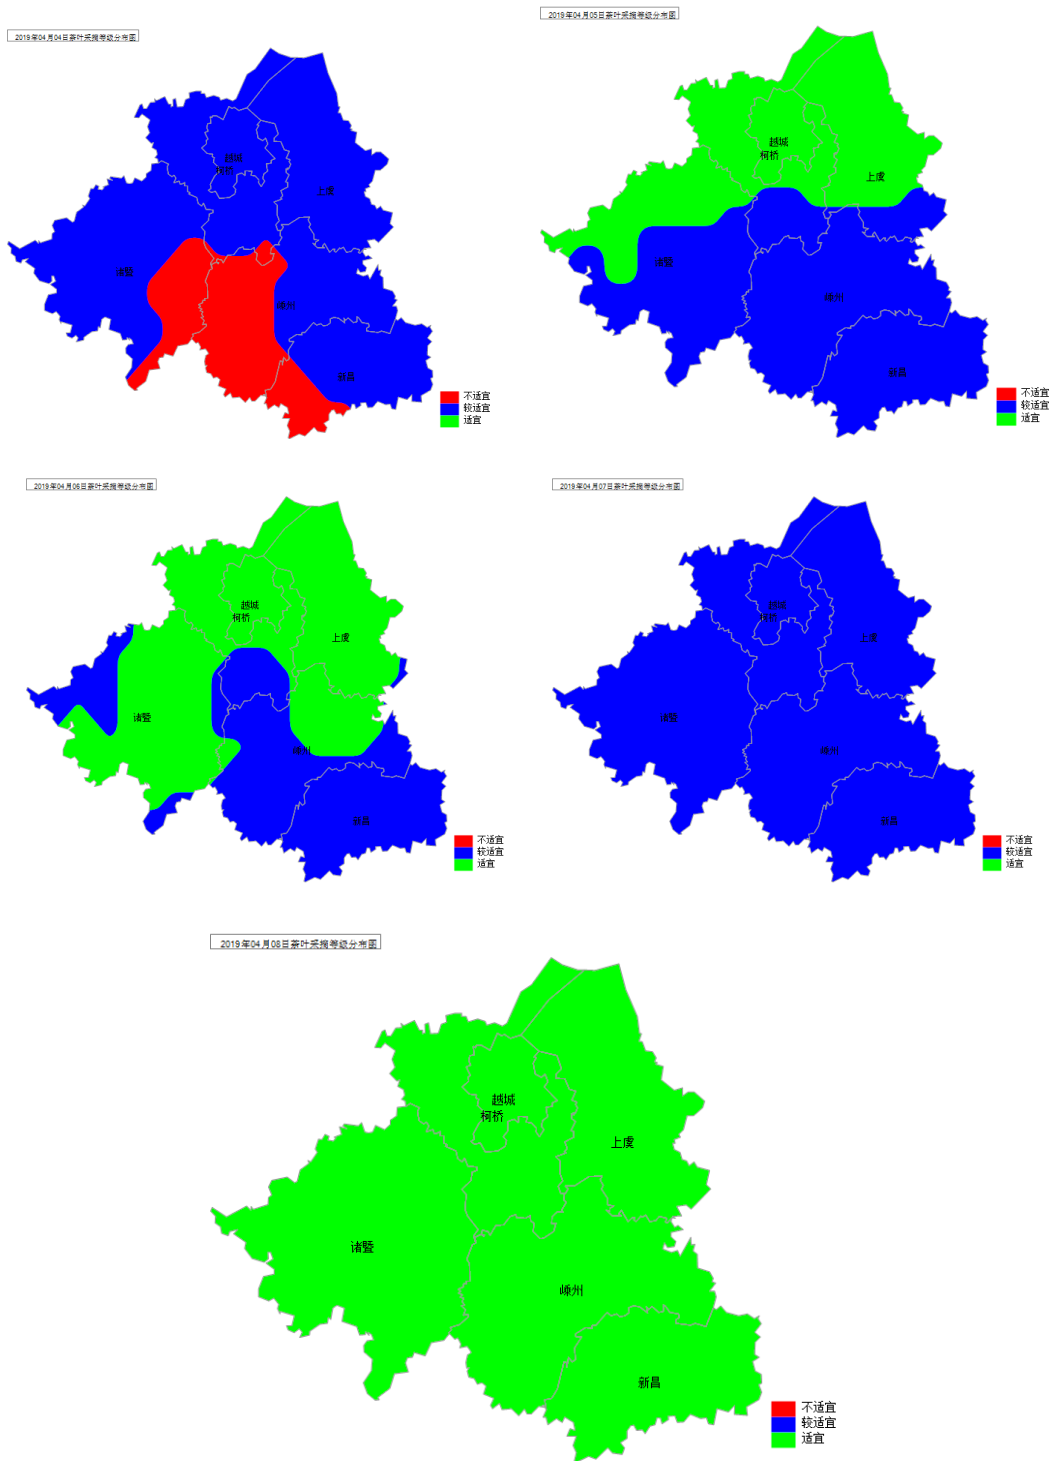 2019年04月04日茶叶采摘等级分布图
越城
柯桥
上虞
诸暨
嵊州
新昌
不适宜
较适宜
适宜
2019年04月05日茶叶采摘等级分布图
越城
柯桥
上虞
诸暨
嵊州
新昌
不适宜
较适宜
适宜
2019年04月06日茶叶采摘等级分布图
越城
柯桥
上虞
诸暨
嵊州
新昌
不适宜
较适宜
适宜
2019年04月07日茶叶采摘等级分布图
越城
柯桥
上虞
诸暨
嵊州
新昌
不适宜
较适宜
适宜
2019年04月08日茶叶采摘等级分布图
越城
柯桥
上虞
诸暨
嵊州
新昌
不适宜
较适宜
适宜